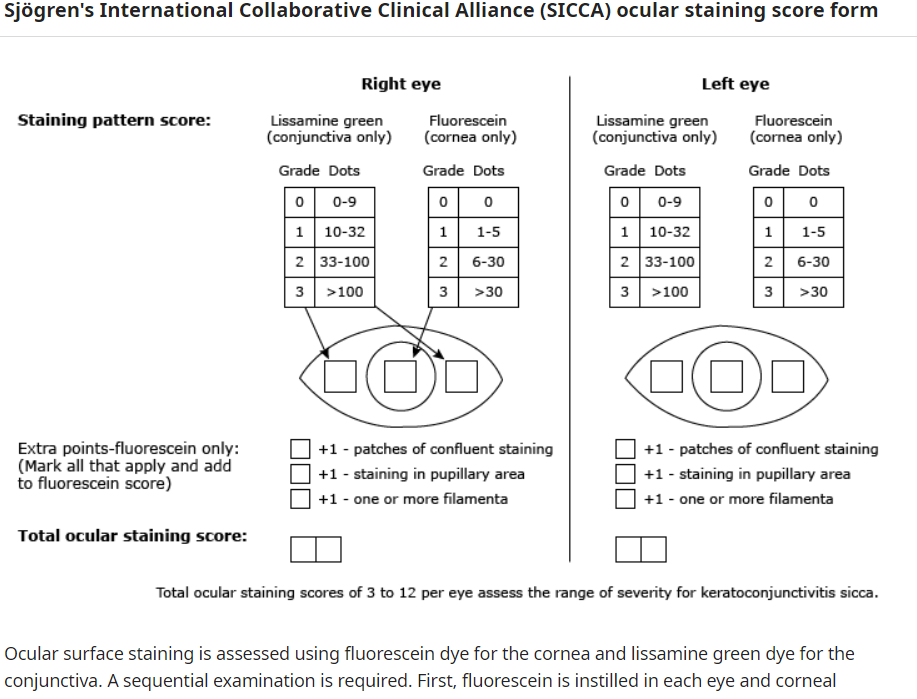 Sjögren's International Collaborative Clinical Alliance (SICCA) ocular staining score form
Right eye
Left eye
Staining pattern score:
Lissamine green
(conjunctiva only)
Fluorescein
(cornea only)
Lissamine green
(conjunctiva only)
Fluorescein
(cornea only)
Grade Dots
Grade Dots
Grade Dots
Grade Dots
0 0-9
0 0
0 0-9
0 0
1 10-32
1 1-5
1 10-32
1 1-5
2 33-100
2 6-30
2 33-100
2 6-30
3 >100
3 >30
3 >100
3 >30
Extra points-fluorescein only:
(Mark all that apply and add
to fluorescein score)
+1 - patches of confluent staining
+1 - staining in pupillary area
+1 - one or more filamenta
+1 - patches of confluent staining
+1 - staining in pupillary area
+1 - one or more filamenta
Total ocular staining score:
Total ocular staining scores of 3 to 12 per eye assess the range of severity for keratoconjunctivitis sicca.
Ocular surface staining is assessed using fluorescein dye for the cornea and lissamine green dye for the
conjunctiva. A sequential examination is required. First, fluorescein is instilled in each eye and corneal